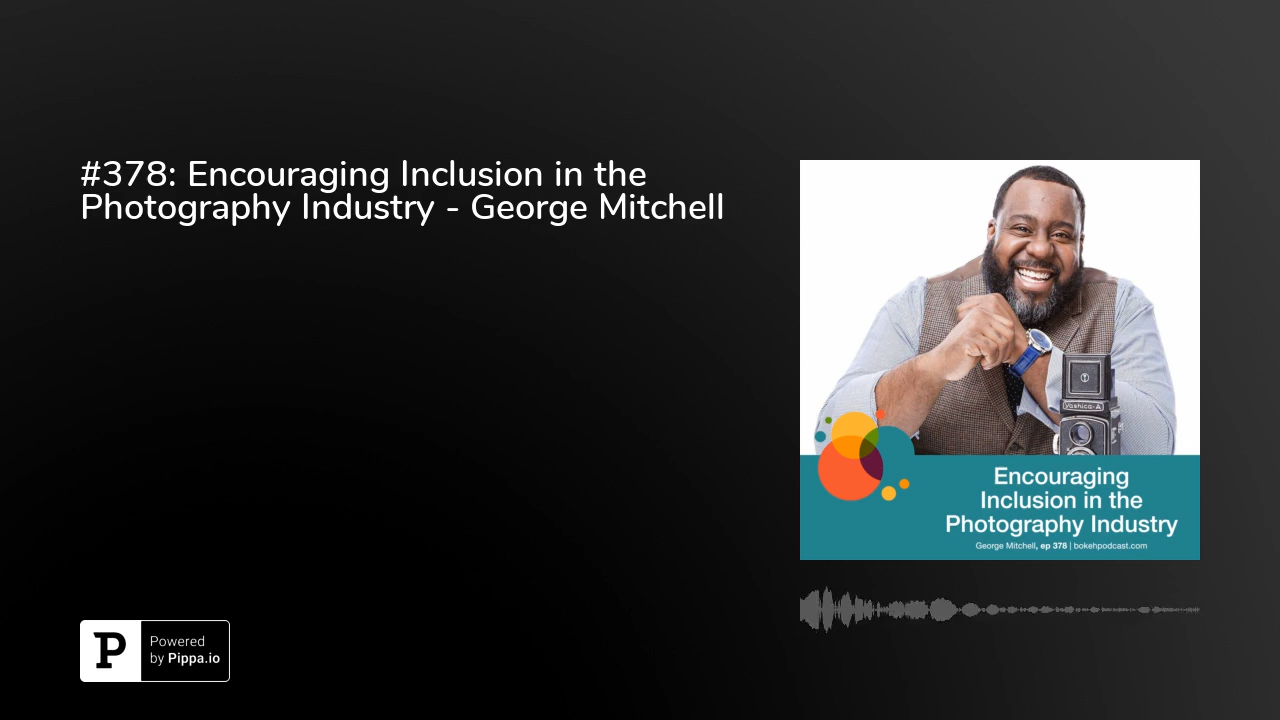 #378: Encouraging Inclusion in the
Photography Industry - George Mitchell
Yashica-A
Encouraging
Inclusion in the
Photography Industry
George Mitchell, ep 378 | bokehpodcast.com
P
Powered
by Pippa.io